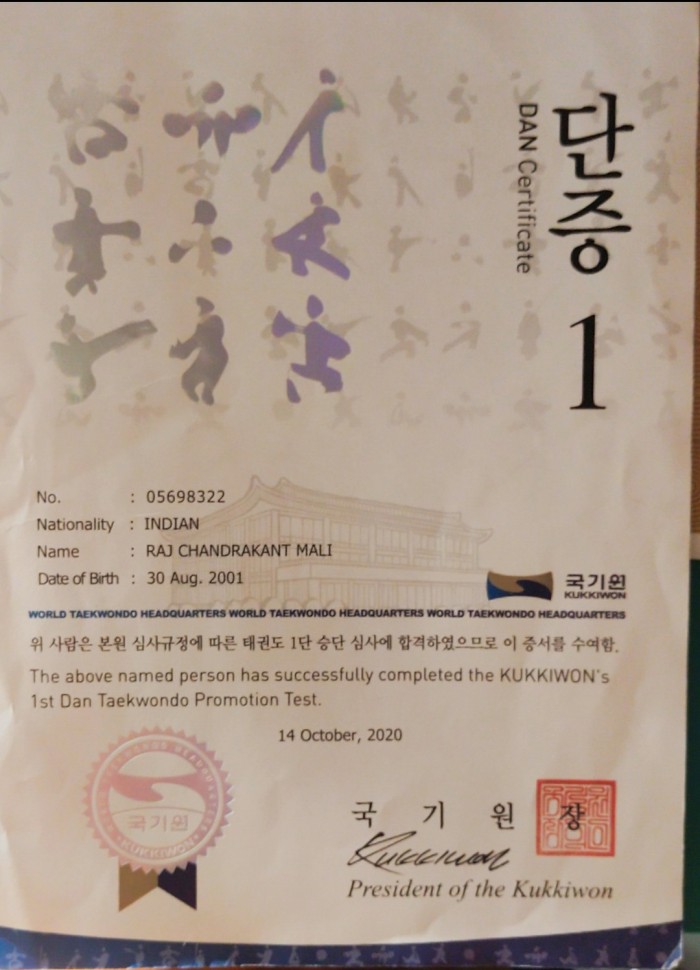 단증
DAN Certificate
1
No. : 05698322
Nationality : INDIAN
Name : RAJ CHANDRAKANT MALI
Date of Birth : 30 Aug. 2001
국기원
KUKKIWON
WORLD TAEKWONDO HEADQUARTERS WORLD TAEKWONDO HEADQUARTERS WORLD TAEKWONDO HEADQUARTERS
위 사람은 본원 심사규정에 따른 태권도 1단 승단 심사에 합격하였으므로 이 증서를 수여함.
The above named person has successfully completed the KUKKIWON's
1st Dan Taekwondo Promotion Test.
14 October, 2020
국기원
KUKKIWON
국 기 원 장
Kukkiwon
President of the Kukkiwon